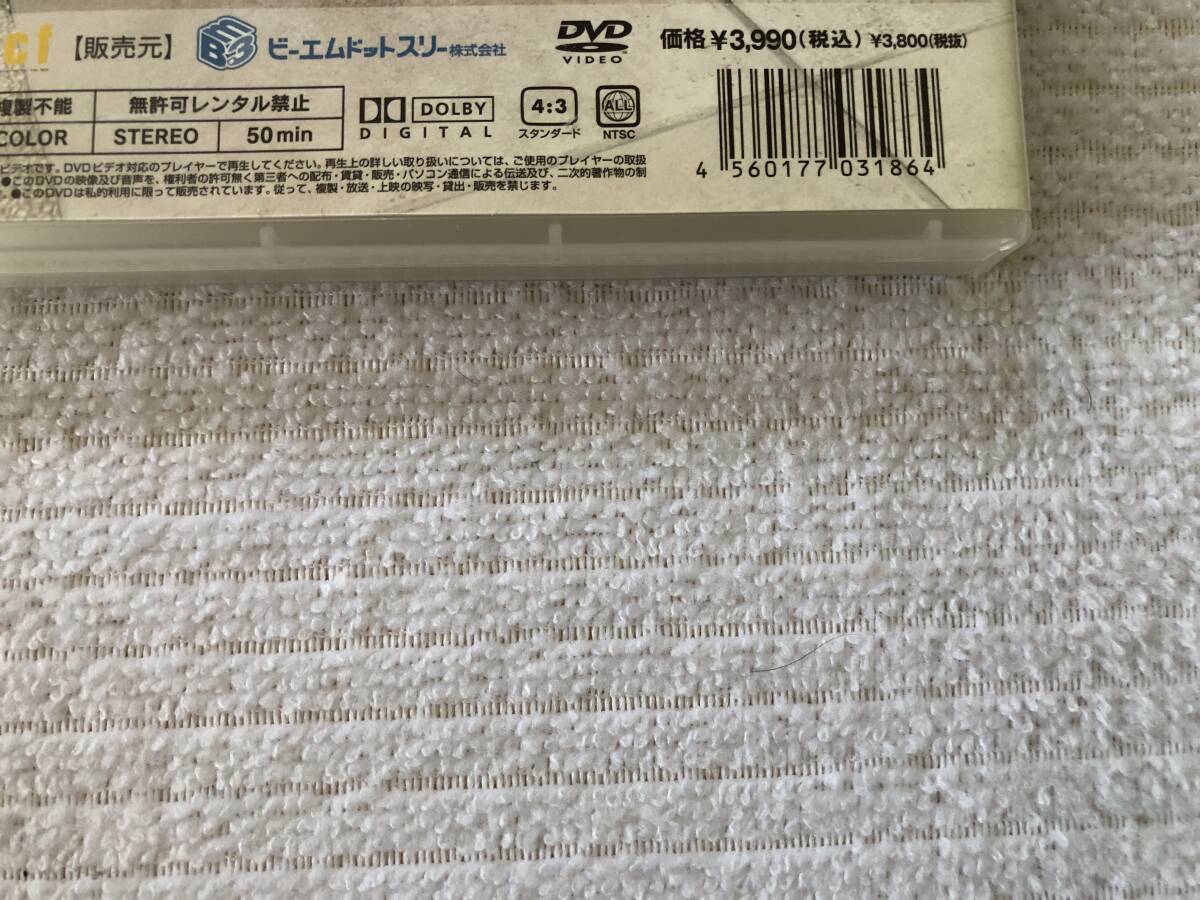 cf 【販売元】 BM3 ビーエムドットスリー株式会社 DVD VIDEO 価格¥3,990(税込) ¥3,800(税抜)
複製不能 無許可レンタル禁止
COLOR STEREO 50min
DOLBY DIGITAL 4:3 スタンダード ALL NTSC
ビデオです。DVDビデオ対応のプレイヤーで再生してください。再生上の詳しい取り扱いについては、ご使用のプレイヤーの取扱
●このDVDの映像及び音声を、権利者の許可無く第三者への配布・賃貸・販売・パソコン通信による伝送及び、二次的著作物の制
●このDVDは私的利用に限って販売されています。従って、複製・放送・上映の映写・貸出・販売を禁じます。
4 560177 031864